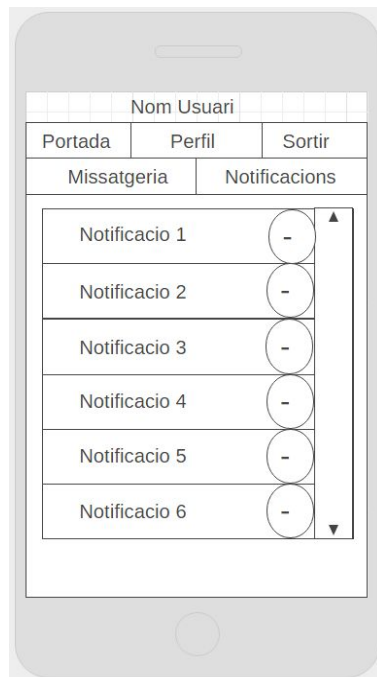 Nom Usuari
Portada Perfil Sortir
Missatgeria Notificacions
Notificacio 1 -
Notificacio 2 -
Notificacio 3 -
Notificacio 4 -
Notificacio 5 -
Notificacio 6 -